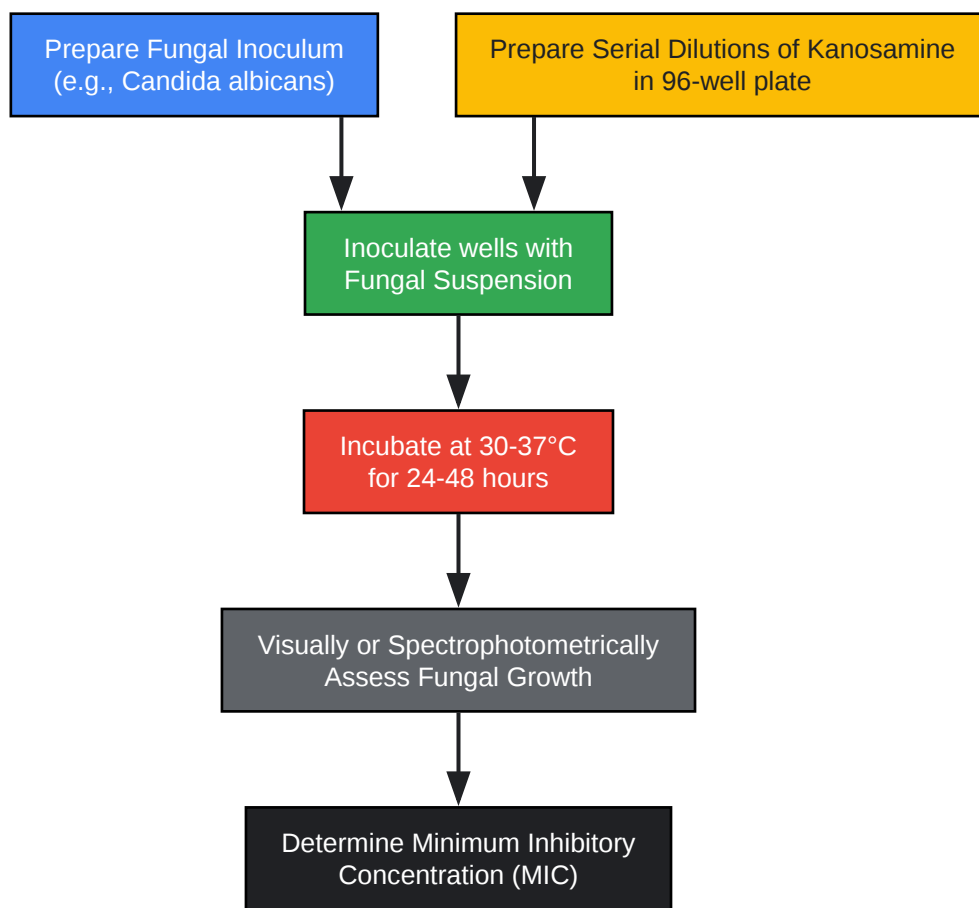 Prepare Fungal Inoculum
(e.g., Candida albicans)
Prepare Serial Dilutions of Kanosamine
in 96-well plate
Inoculate wells with
Fungal Suspension
Incubate at 30-37°C
for 24-48 hours
Visually or Spectrophotometrically
Assess Fungal Growth
Determine Minimum Inhibitory
Concentration (MIC)